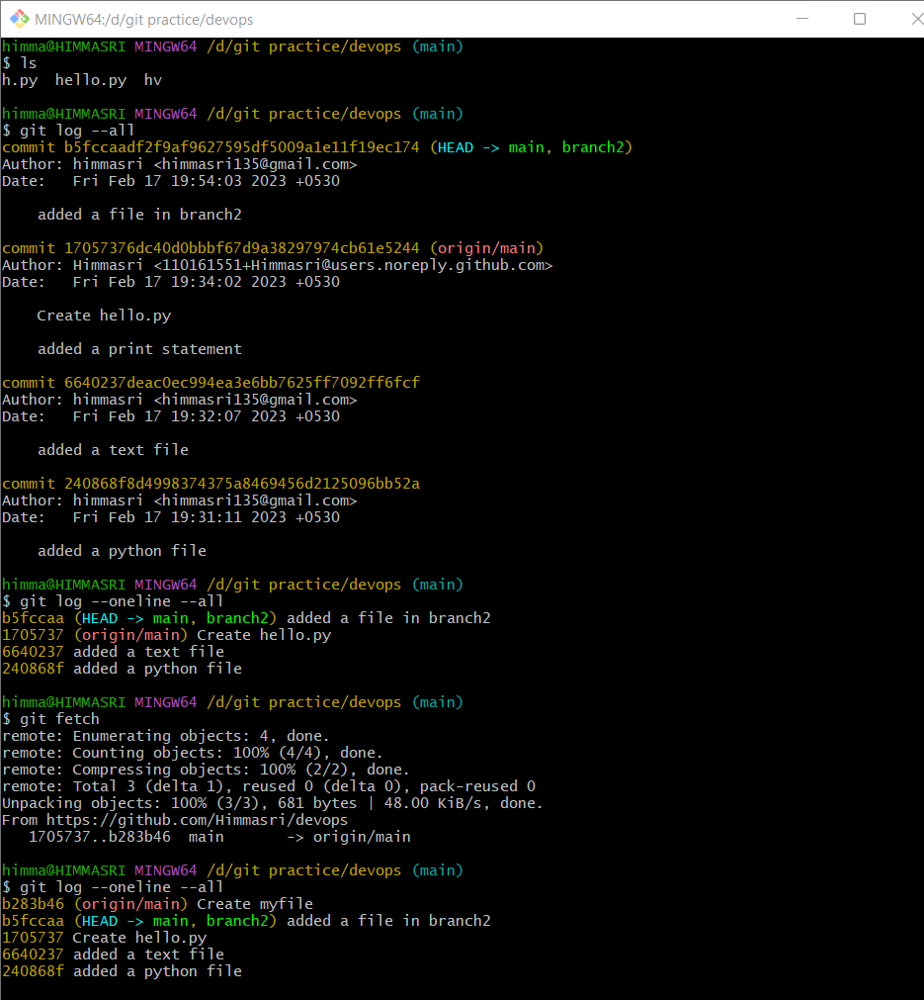 MINGW64:/d/git practice/devops
himma@HIMMASRI MINGW64 /d/git practice/devops (main)
$ ls
h.py  hello.py  hv
himma@HIMMASRI MINGW64 /d/git practice/devops (main)
$ git log --all
commit b5fccaadf2f9af9627595df5009a1e11f19ec174 (HEAD -> main, branch2)
Author: himmasri <himmasri135@gmail.com>
Date:   Fri Feb 17 19:54:03 2023 +0530
    added a file in branch2
commit 17057376dc40d0bbbf67d9a38297974cb61e5244 (origin/main)
Author: Himmasri <110161551+Himmasri@users.noreply.github.com>
Date:   Fri Feb 17 19:34:02 2023 +0530
    Create hello.py
    added a print statement
commit 6640237deac0ec994ea3e6bb7625ff7092ff6fcf
Author: himmasri <himmasri135@gmail.com>
Date:   Fri Feb 17 19:32:07 2023 +0530
    added a text file
commit 240868f8d4998374375a8469456d2125096bb52a
Author: himmasri <himmasri135@gmail.com>
Date:   Fri Feb 17 19:31:11 2023 +0530
    added a python file
himma@HIMMASRI MINGW64 /d/git practice/devops (main)
$ git log --oneline --all
b5fccaa (HEAD -> main, branch2) added a file in branch2
1705737 (origin/main) Create hello.py
6640237 added a text file
240868f added a python file
himma@HIMMASRI MINGW64 /d/git practice/devops (main)
$ git fetch
remote: Enumerating objects: 4, done.
remote: Counting objects: 100% (4/4), done.
remote: Compressing objects: 100% (2/2), done.
remote: Total 3 (delta 1), reused 0 (delta 0), pack-reused 0
Unpacking objects: 100% (3/3), 681 bytes | 48.00 KiB/s, done.
From https://github.com/Himmasri/devops
   1705737..b283b46  main       -> origin/main
himma@HIMMASRI MINGW64 /d/git practice/devops (main)
$ git log --oneline --all
b283b46 (origin/main) Create myfile
b5fccaa (HEAD -> main, branch2) added a file in branch2
1705737 Create hello.py
6640237 added a text file
240868f added a python file